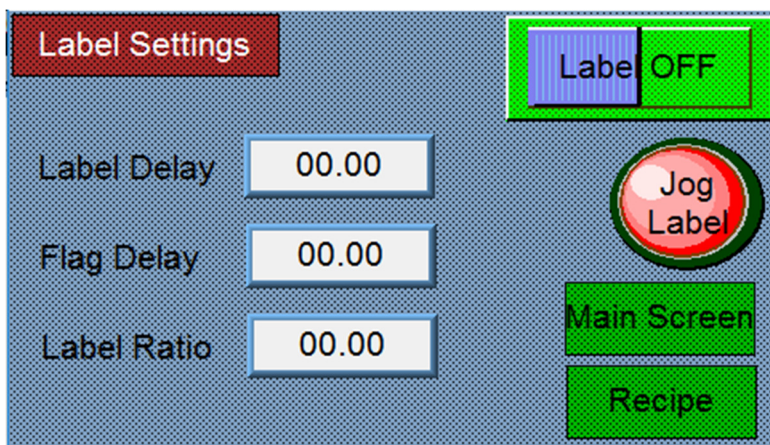 Label Settings
Label OFF
Label Delay
00.00
Flag Delay
00.00
Label Ratio
00.00
Jog
Label
Main Screen
Recipe